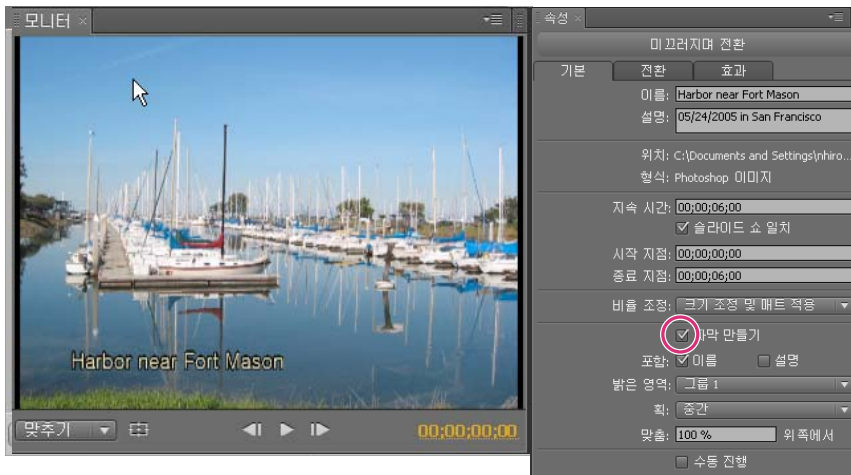 모니터 ×
Harbor near Fort Mason
맞추기
00;00;00;00
속성 ×
미끄러지며 전환
기본 전환 효과
이름: Harbor near Fort Mason
설명: 05/24/2005 in San Francisco
위치: C:\Documents and Settings\nhiro...
형식: Photoshop 이미지
지속 시간: 00;00;06;00
슬라이드 쇼 일치
시작 지점: 00;00;00;00
종료 지점: 00;00;06;00
비율 조정: 크기 조정 및 매트 적용
자막 만들기
포함: 이름 설명
밝은 영역: 그룹 1
획: 중간
맞춤: 100 % 위쪽에서
수동 진행